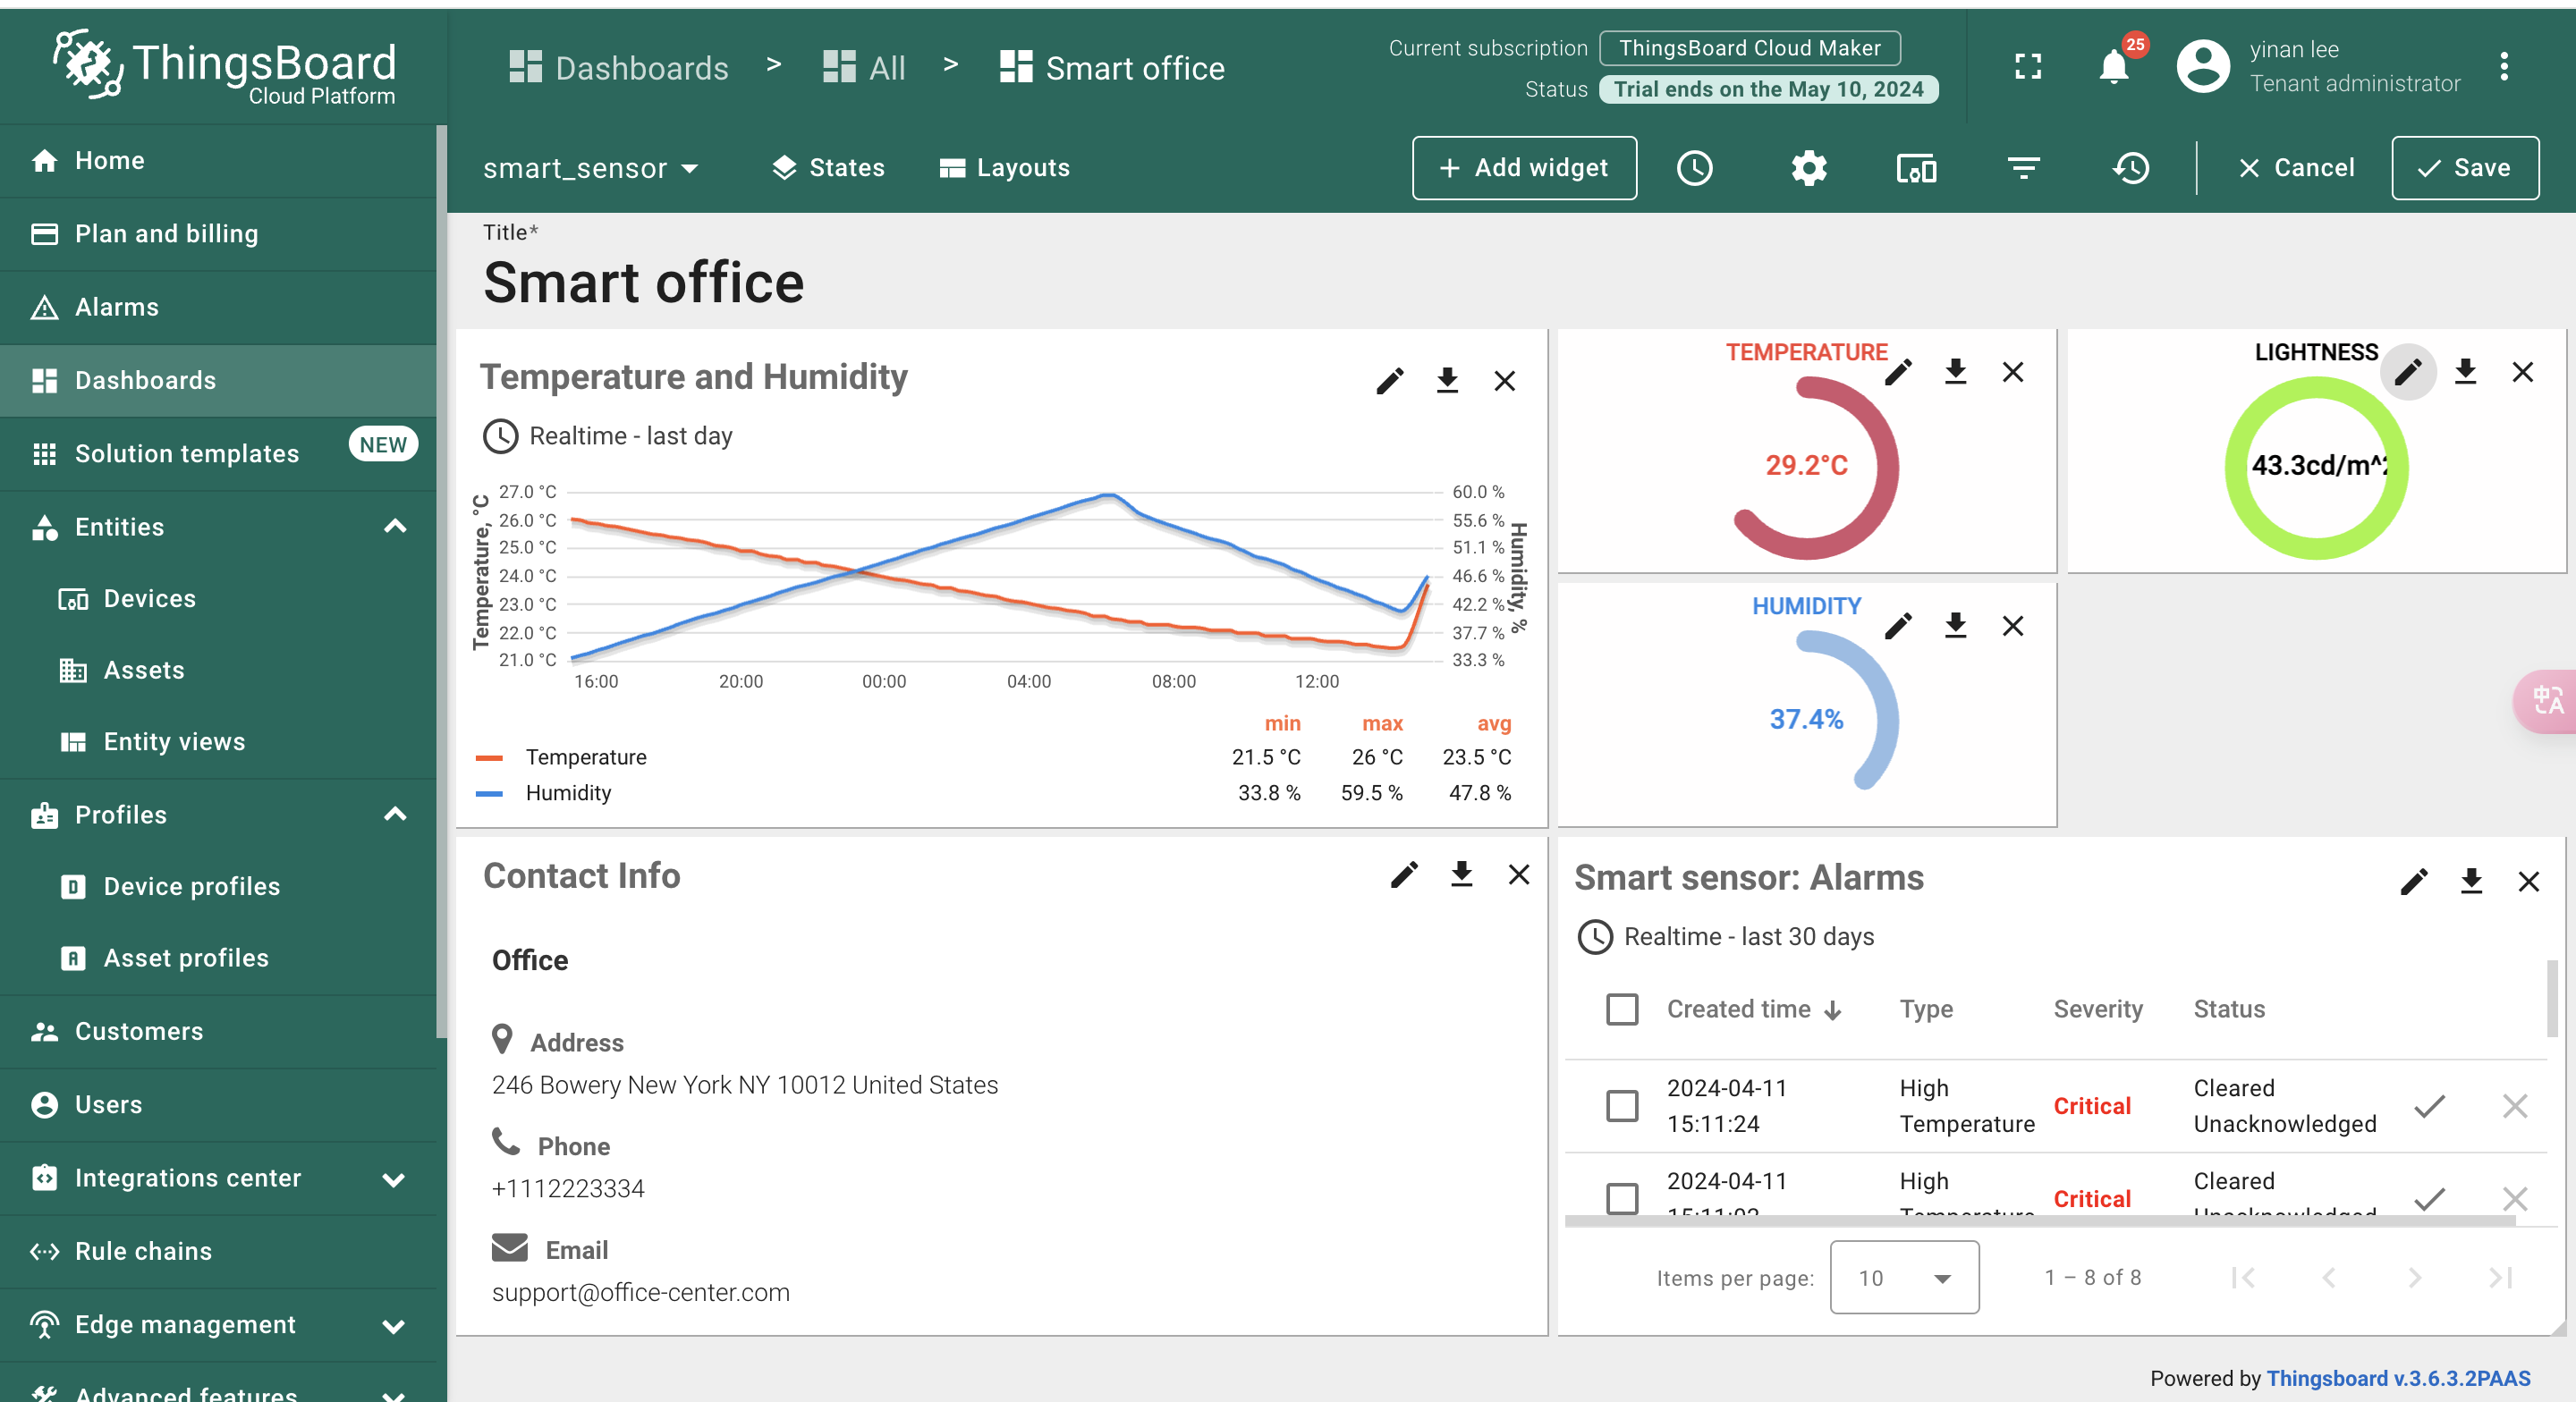 ThingsBoard
Cloud Platform
Dashboards > All > Smart office
Current subscription ThingsBoard Cloud Maker
Status Trial ends on the May 10, 2024
25
yinan lee
Tenant administrator
Home
Plan and billing
Alarms
Dashboards
Solution templates NEW
Entities
Devices
Assets
Entity views
Profiles
Device profiles
Asset profiles
Customers
Users
Integrations center
Rule chains
Edge management
Advanced features
smart_sensor States Layouts + Add widget Cancel Save
Title*
Smart office
Temperature and Humidity
Realtime - last day
Temperature, °C
27.0 °C
26.0 °C
25.0 °C
24.0 °C
23.0 °C
22.0 °C
21.0 °C
60.0 %
55.6 %
51.1 %
46.6 %
42.2 %
37.7 %
33.3 %
Humidity, %
16:00 20:00 00:00 04:00 08:00 12:00
min max avg
Temperature 21.5 °C 26 °C 23.5 °C
Humidity 33.8 % 59.5 % 47.8 %
TEMPERATURE
29.2°C
LIGHTNESS
43.3cd/m^
HUMIDITY
37.4%
中A
Contact Info
Office
Address
246 Bowery New York NY 10012 United States
Phone
+1112223334
Email
support@office-center.com
Smart sensor: Alarms
Realtime - last 30 days
Created time Type Severity Status
2024-04-11
15:11:24
High
Temperature
Critical
Cleared
Unacknowledged
2024-04-11
High
Critical
Cleared
Items per page: 10 1 – 8 of 8
Powered by Thingsboard v.3.6.3.2PAAS